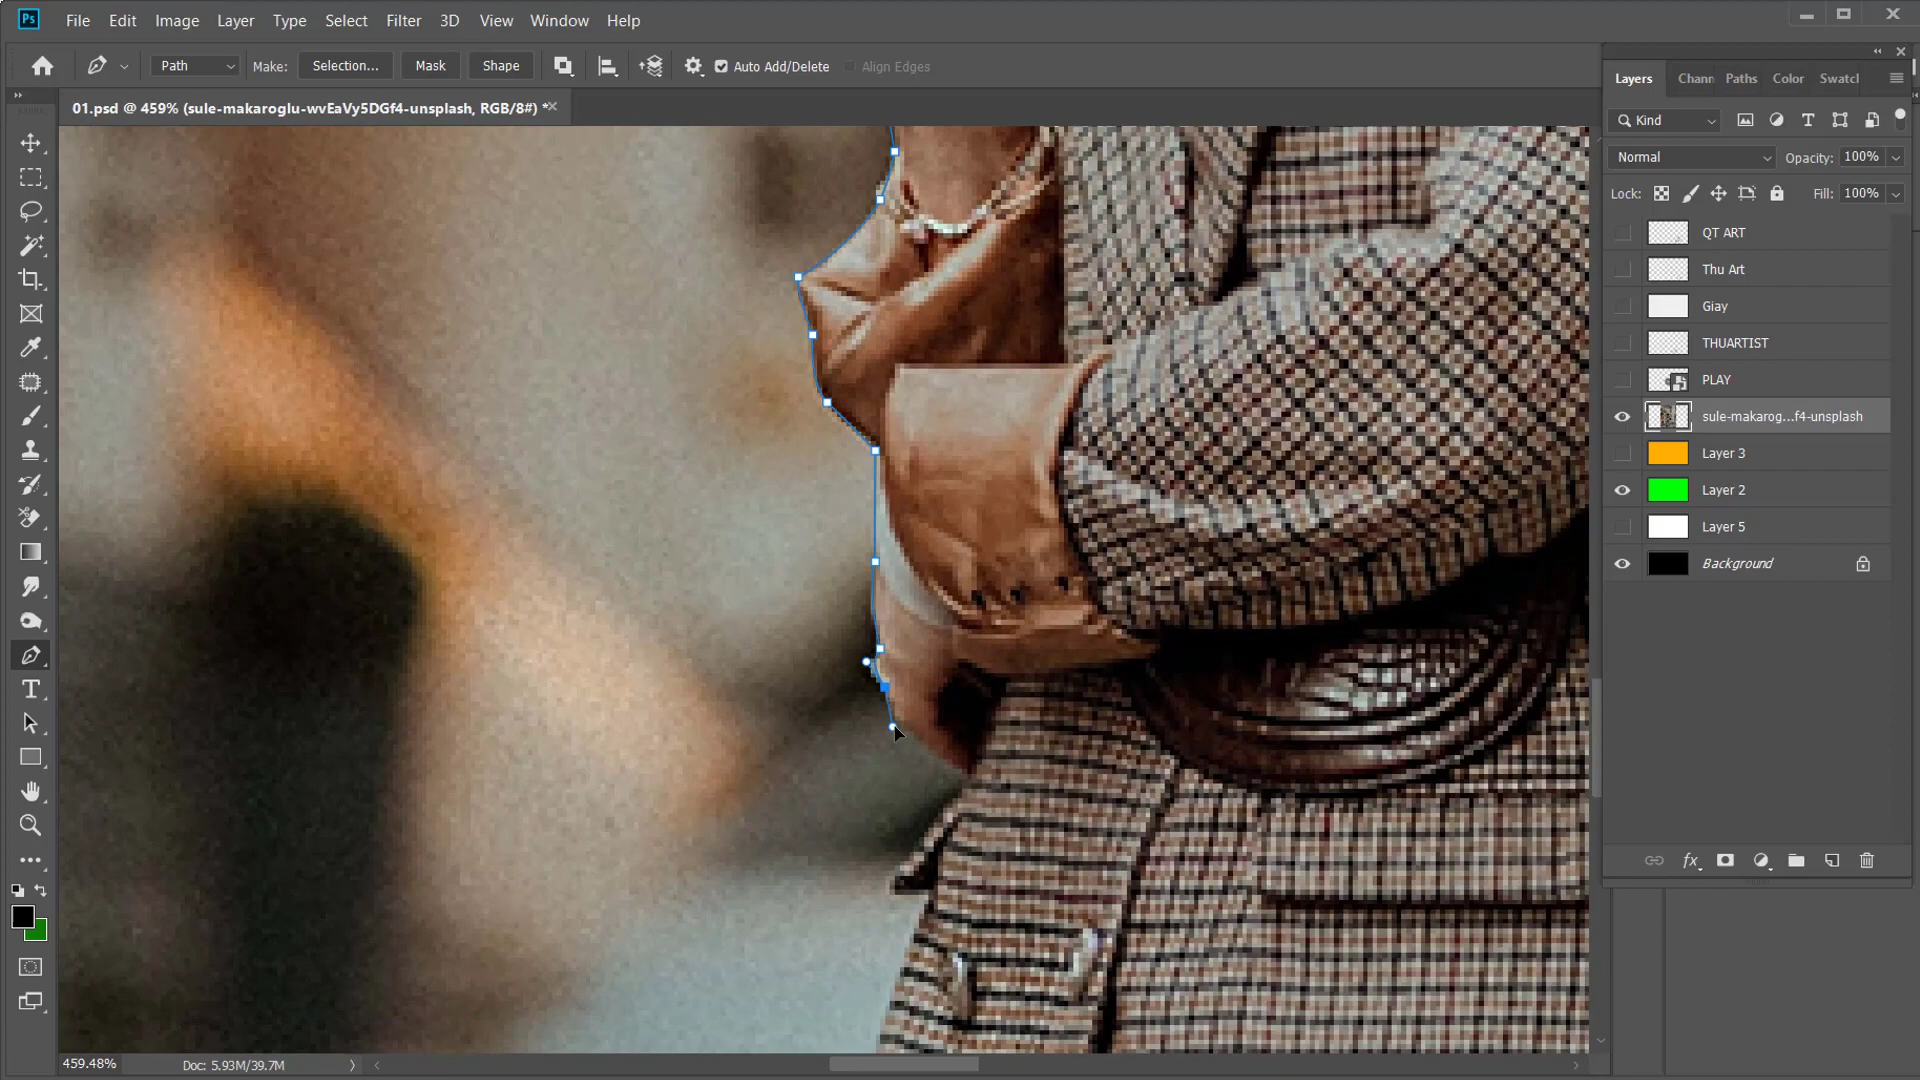 Ps File Edit Image Layer Type Select Filter 3D View Window Help
Path Make: Selection... Mask Shape Auto Add/Delete Align Edges
01.psd @ 459% (sule-makaroglu-wvEaVy5DGf4-unsplash, RGB/8#) *
Layers Chann Paths Color Swatcl
Kind
Normal Opacity: 100%
Lock: Fill: 100%
QT ART
Thu Art
Giay
THUARTIST
PLAY
sule-makarog...f4-unsplash
Layer 3
Layer 2
Layer 5
Background
459.48% Doc: 5.93M/39.7M